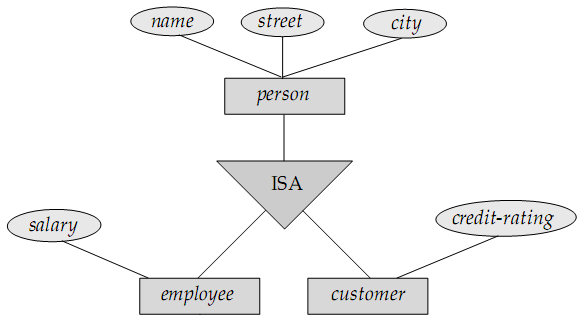 name
street
city
person
ISA
salary
credit-rating
employee
customer